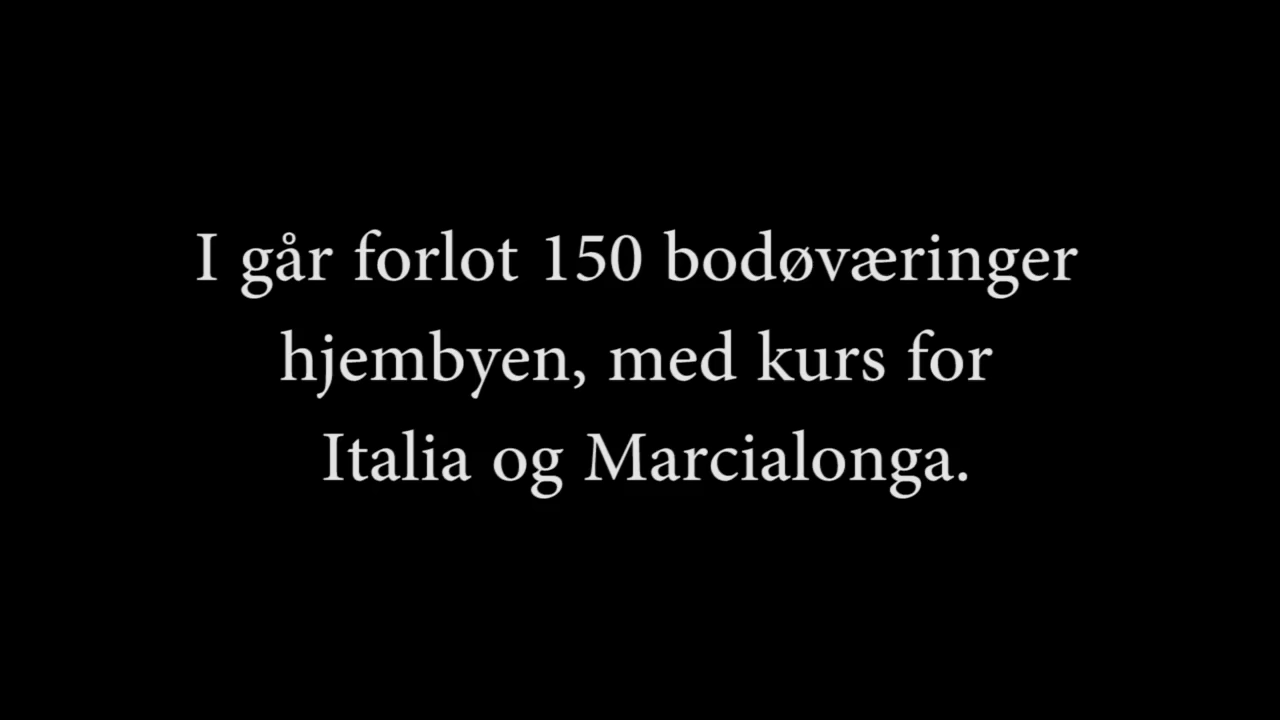 I går forlot 150 bodøværinger
hjembyen, med kurs for
Italia og Marcialonga.